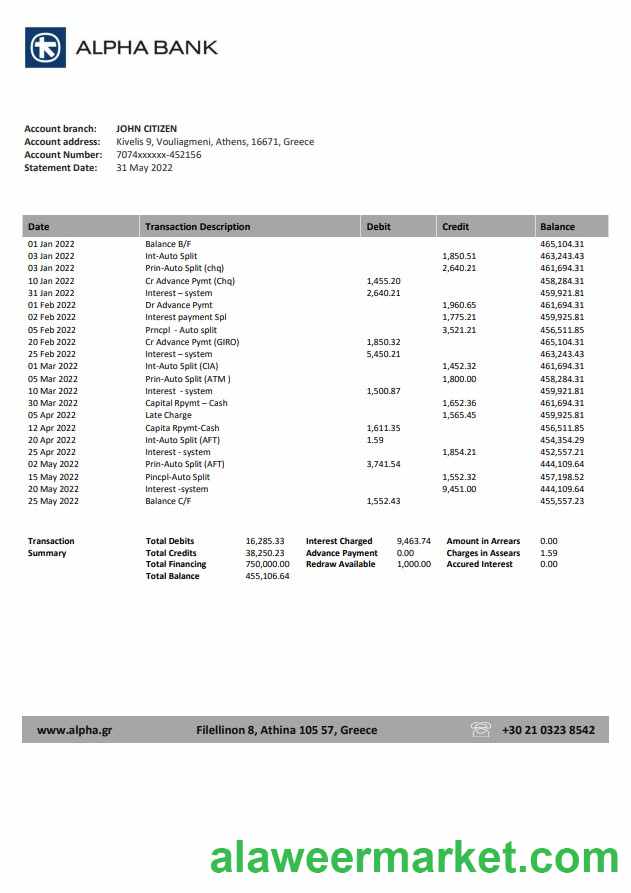 ALPHA BANK
Account branch: JOHN CITIZEN
Account address: Kivelis 9, Vouliagmeni, Athens, 16671, Greece
Account Number: 7074xxxxxx-452156
Statement Date: 31 May 2022
Date Transaction Description Debit Credit Balance
01 Jan 2022 Balance B/F 465,104.31
03 Jan 2022 Int-Auto Split 1,850.51 463,243.43
03 Jan 2022 Prin-Auto Split (chq) 2,640.21 461,694.31
10 Jan 2022 Cr Advance Pymt (Chq) 1,455.20 458,284.31
31 Jan 2022 Interest – system 2,640.21 459,921.81
01 Feb 2022 Dr Advance Pymt 1,960.65 461,694.31
02 Feb 2022 Interest payment Spl 1,775.21 459,925.81
05 Feb 2022 Prncpl - Auto split 3,521.21 456,511.85
20 Feb 2022 Cr Advance Pymt (GIRO) 1,850.32 465,104.31
25 Feb 2022 Interest – system 5,450.21 463,243.43
01 Mar 2022 Int-Auto Split (CIA) 1,452.32 461,694.31
05 Mar 2022 Prin-Auto Split (ATM ) 1,800.00 458,284.31
10 Mar 2022 Interest - system 1,500.87 459,921.81
30 Mar 2022 Capital Rpymt – Cash 1,652.36 461,694.31
05 Apr 2022 Late Charge 1,565.45 459,925.81
12 Apr 2022 Capita Rpymt-Cash 1,611.35 456,511.85
20 Apr 2022 Int-Auto Split (AFT) 1.59 454,354.29
25 Apr 2022 Interest - system 1,854.21 452,557.21
02 May 2022 Prin-Auto Split (AFT) 3,741.54 444,109.64
15 May 2022 Pincpl-Auto Split 1,552.32 457,198.52
20 May 2022 Interest -system 9,451.00 444,109.64
25 May 2022 Balance C/F 1,552.43 455,557.23
Transaction Total Debits 16,285.33 Interest Charged 9,463.74 Amount in Arrears 0.00
Summary Total Credits 38,250.23 Advance Payment 0.00 Charges in Assears 1.59
Total Financing 750,000.00 Redraw Available 1,000.00 Accured Interest 0.00
Total Balance 455,106.64
www.alpha.gr Filellinon 8, Athina 105 57, Greece +30 21 0323 8542
alaweermarket.com